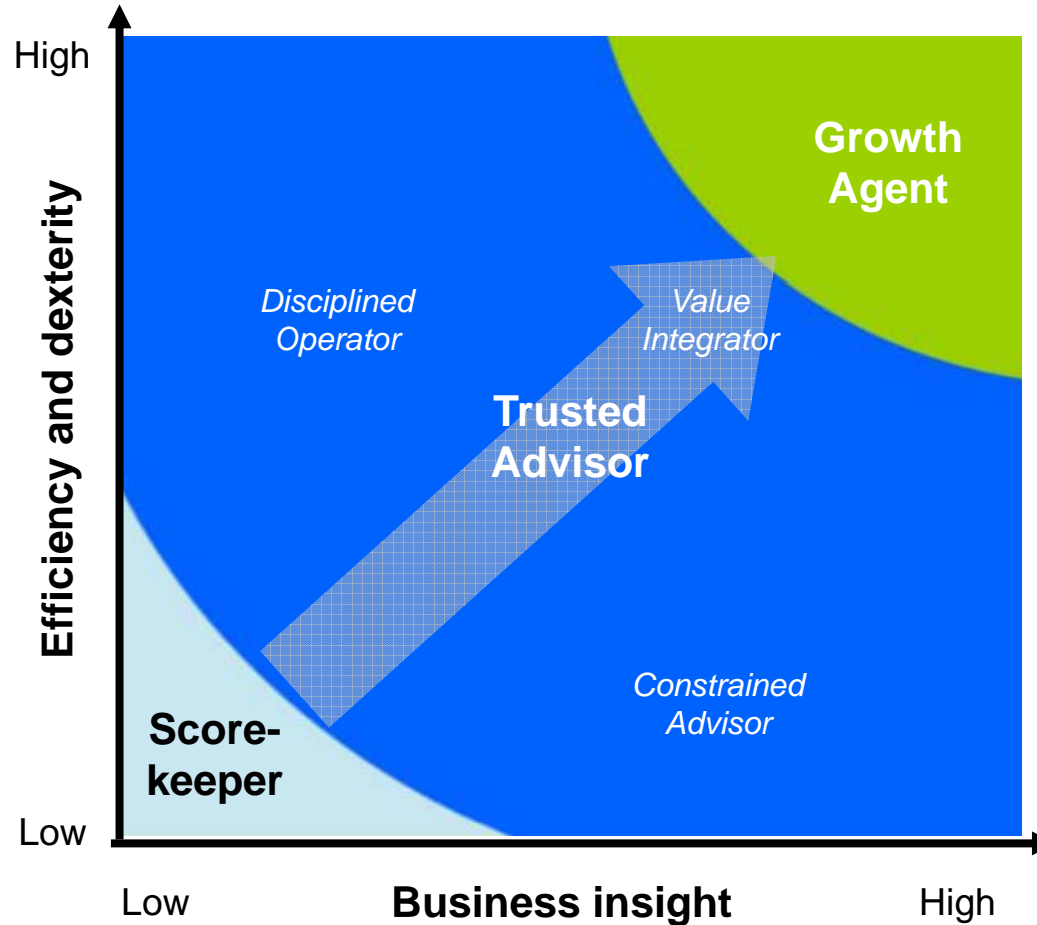 High
Growth
Agent
Efficiency and dexterity
Disciplined
Operator
Value
Integrator
Trusted
Advisor
Constrained
Advisor
Score-
keeper
Low
Low
Business insight
High